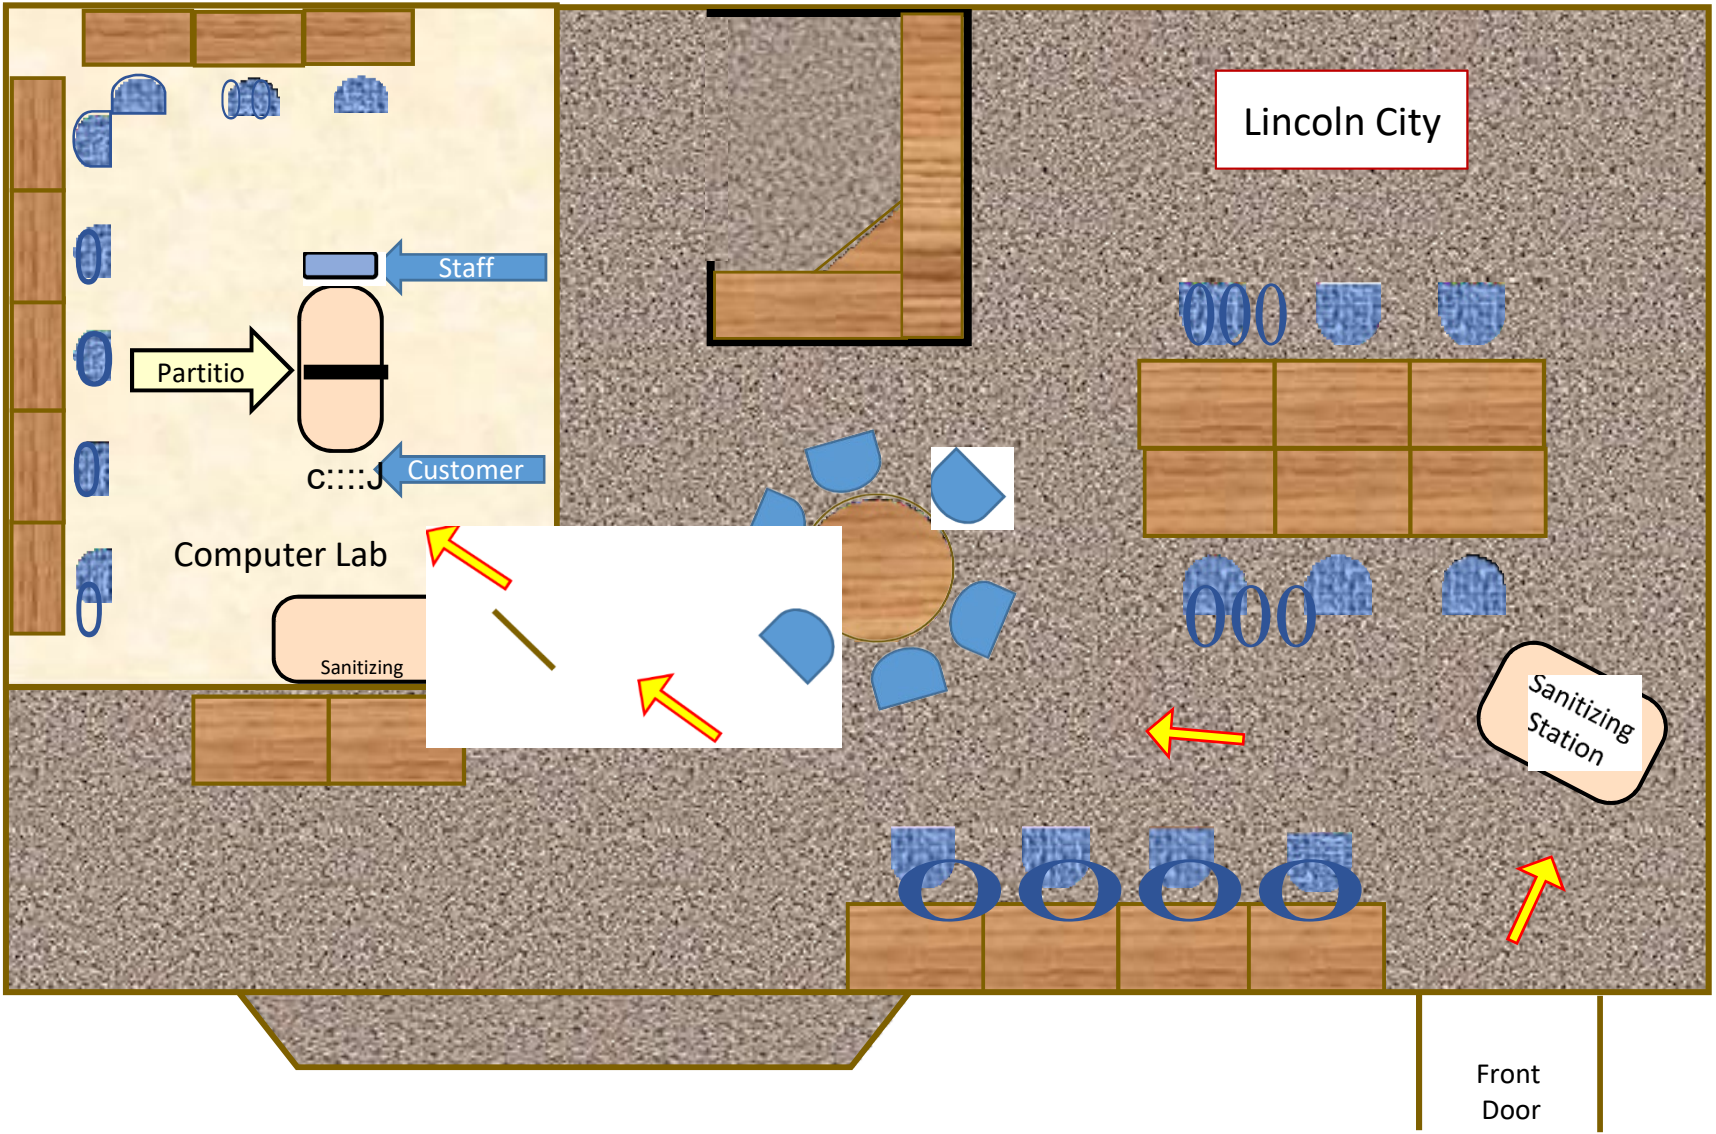 Lincoln City
Staff
Partitio
Customer
c::::J
Computer Lab
Sanitizing
Sanitizing
Station
Front
Door